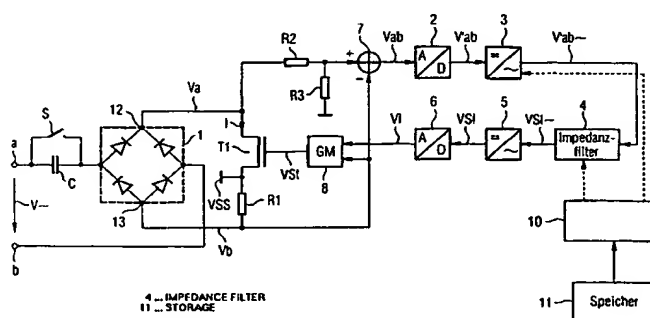 7
2
3
R2
Vab
V'ab
V'ab~
+
A
D
=
~
Va
-
R3
S
12
1
I
6
5
4
a
T1
GM
VI
A
D
VSI
=
~
VSI~
Impedanz-
filter
C
VSt
8
V~
VSS
R1
10
b
13
Vb
11
Speicher
4 ... IMPEDANCE FILTER
11 ... STORAGE